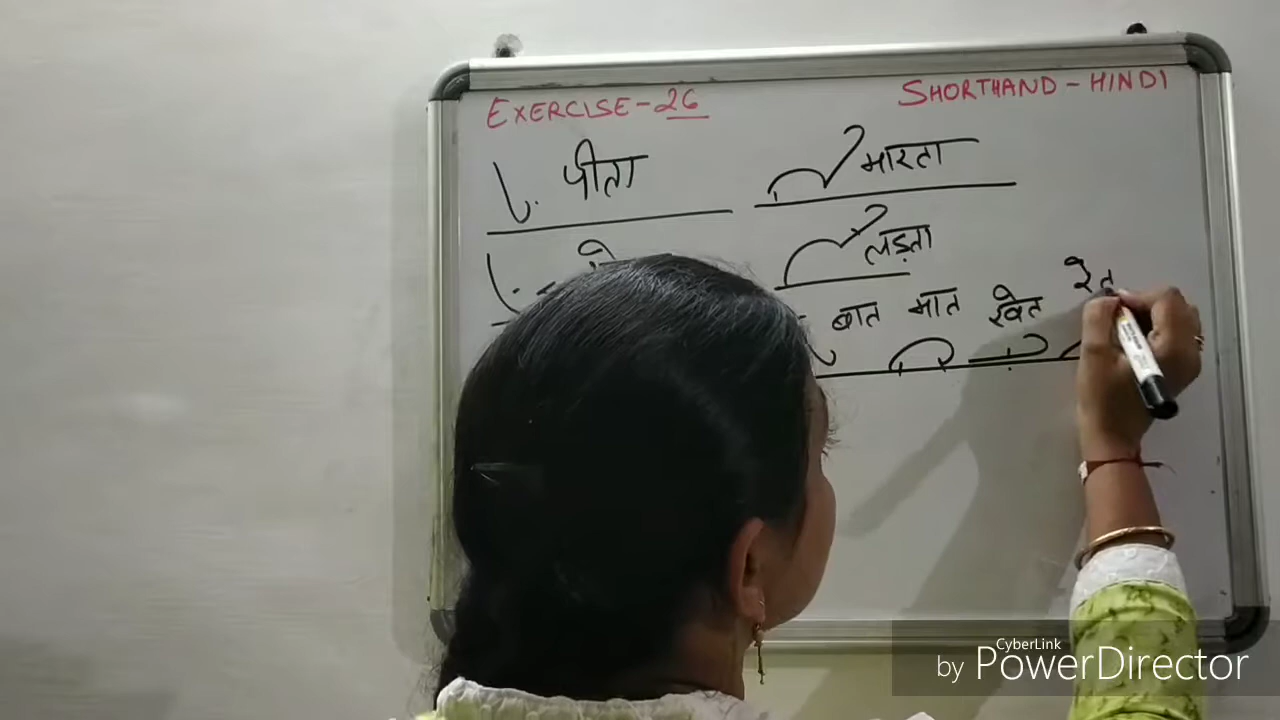 EXERCISE-26 SHORTHAND-HINDI
पीता मारता
लड़ता
बात मात खेत रेत
CyberLink
by PowerDirector